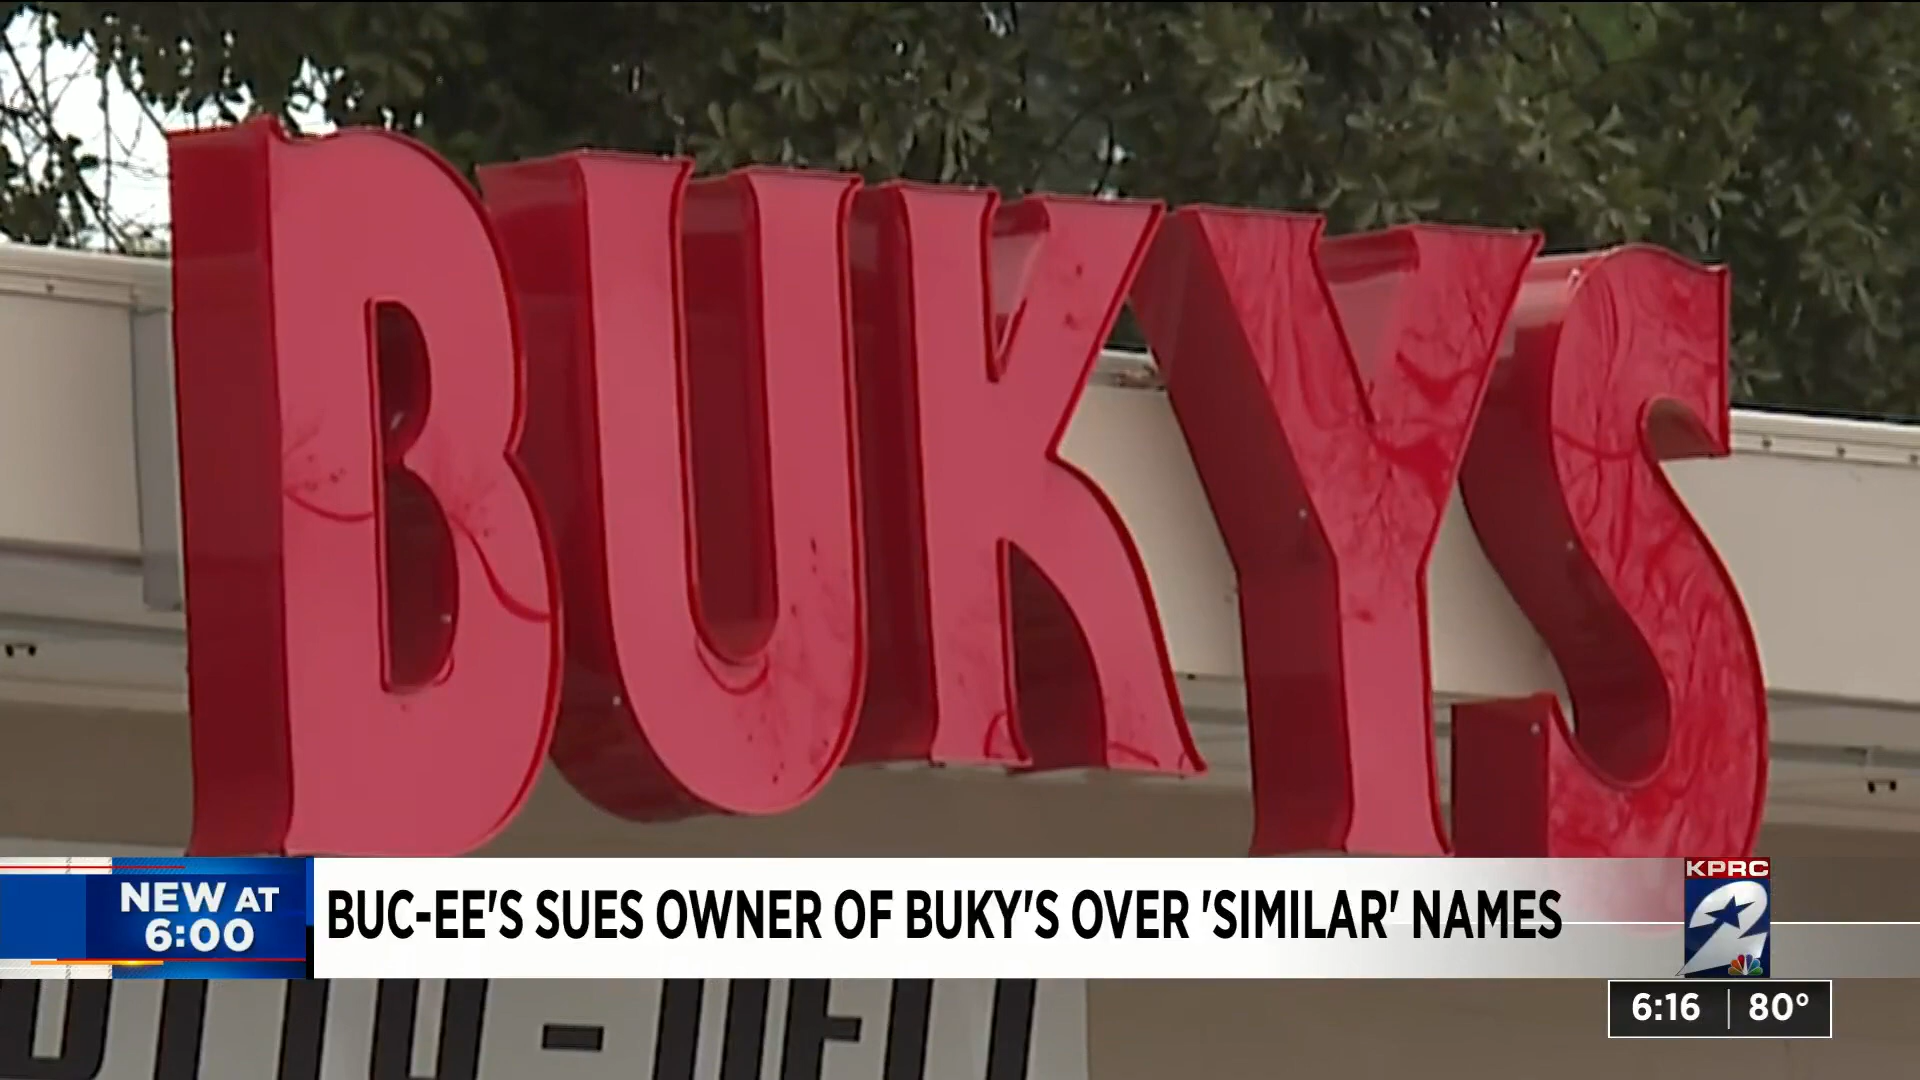 BUKYS
NEW AT
6:00
BUC-EE'S SUES OWNER OF BUKY'S OVER 'SIMILAR' NAMES
KPRC
2
6:16
80°